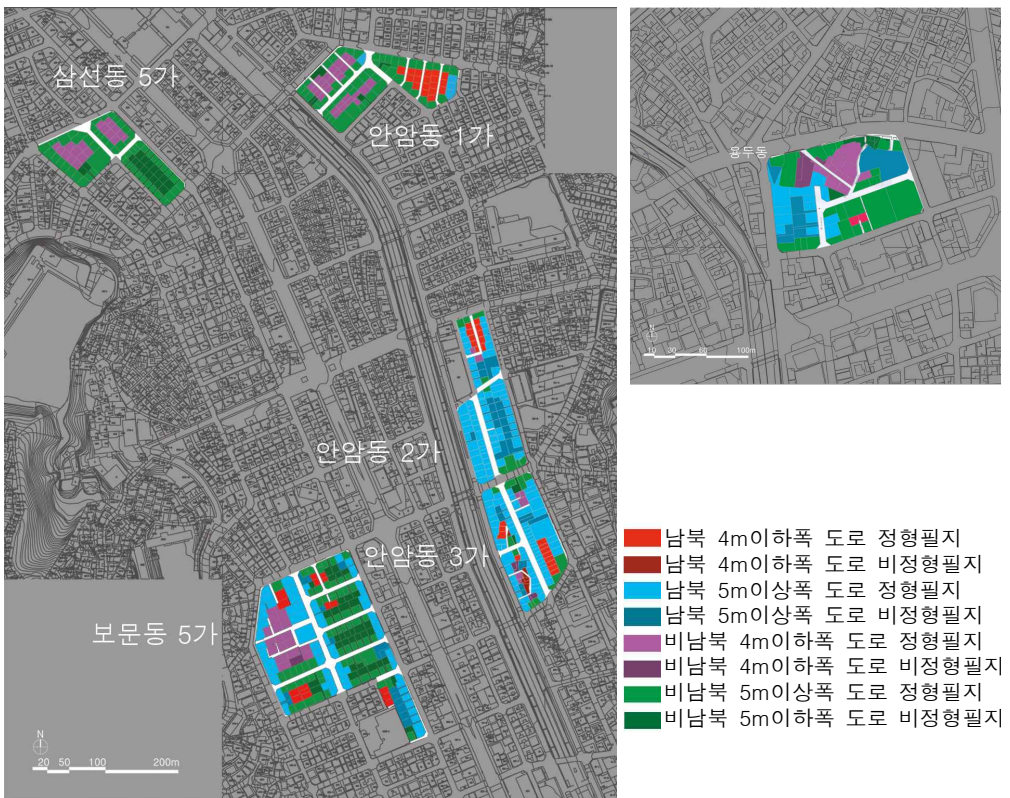 삼선동 5가
안암동 1가
용두동
안암동 2가
안암동 3가
보문동 5가
N
20 50 100 200m
N
100m
남북 4m이하폭 도로 정형필지
남북 4m이하폭 도로 비정형필지
남북 5m이상폭 도로 정형필지
남북 5m이상폭 도로 비정형필지
비남북 4m이하폭 도로 정형필지
비남북 4m이하폭 도로 비정형필지
비남북 5m이상폭 도로 정형필지
비남북 5m이하폭 도로 비정형필지